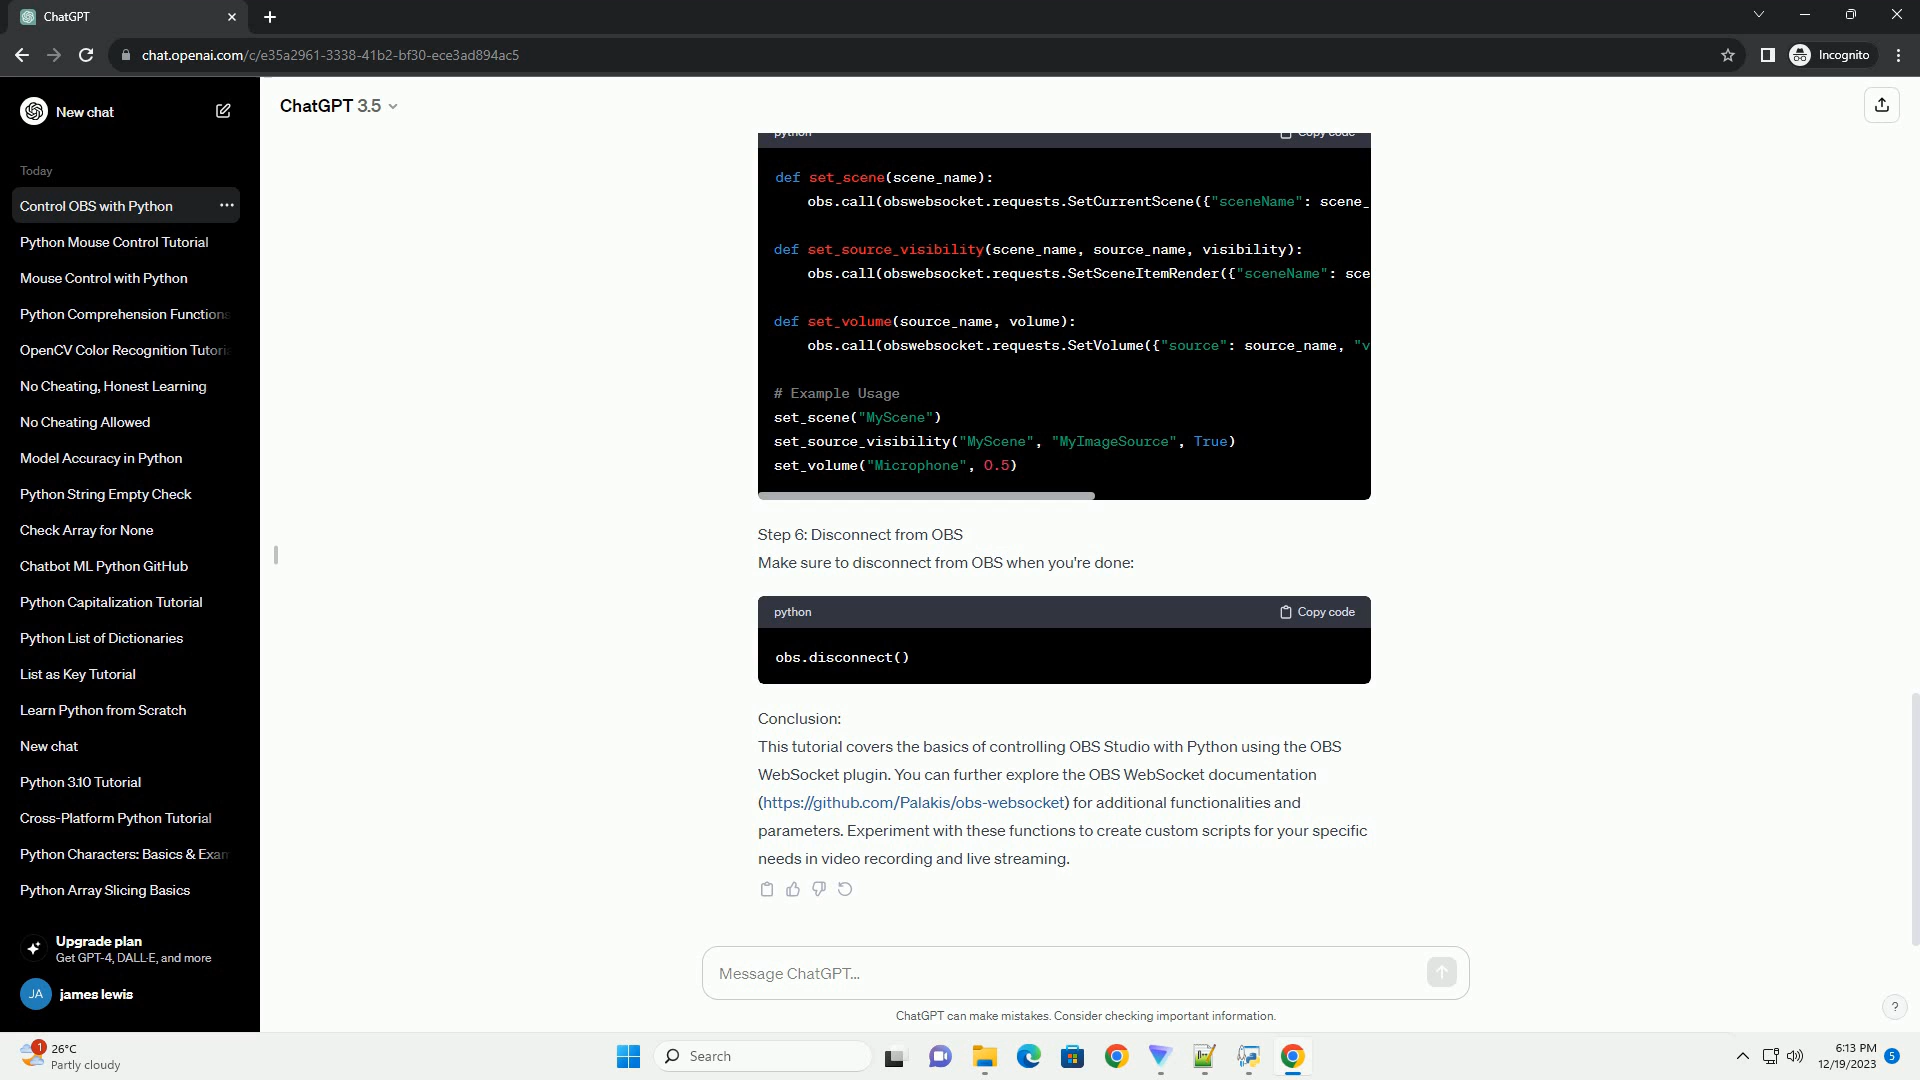 ChatGPT
chat.openai.com/c/e35a2961-3338-41b2-bf30-ece3ad894ac5
Incognito
New chat
ChatGPT 3.5
Today
Control OBS with Python
Python Mouse Control Tutorial
Mouse Control with Python
Python Comprehension Functions
OpenCV Color Recognition Tutoria
No Cheating, Honest Learning
No Cheating Allowed
Model Accuracy in Python
Python String Empty Check
Check Array for None
Chatbot ML Python GitHub
Python Capitalization Tutorial
Python List of Dictionaries
List as Key Tutorial
Learn Python from Scratch
New chat
Python 3.10 Tutorial
Cross-Platform Python Tutorial
Python Characters: Basics & Exam
Python Array Slicing Basics
Upgrade plan
Get GPT-4, DALL·E, and more
JA
james lewis
python
Copy code
def set_scene(scene_name):
obs.call(obswebsocket.requests.SetCurrentScene({"sceneName": scene_
def set_source_visibility(scene_name, source_name, visibility):
obs.call(obswebsocket.requests.SetSceneItemRender({"sceneName": sce
def set_volume(source_name, volume):
obs.call(obswebsocket.requests.SetVolume({"source": source_name, "v
# Example Usage
set_scene("MyScene")
set_source_visibility("MyScene", "MyImageSource", True)
set_volume("Microphone", 0.5)
Step 6: Disconnect from OBS
Make sure to disconnect from OBS when you're done:
python
Copy code
obs.disconnect()
Conclusion:
This tutorial covers the basics of controlling OBS Studio with Python using the OBS
WebSocket plugin. You can further explore the OBS WebSocket documentation
(https://github.com/Palakis/obs-websocket) for additional functionalities and
parameters. Experiment with these functions to create custom scripts for your specific
needs in video recording and live streaming.
Message ChatGPT...
ChatGPT can make mistakes. Consider checking important information.
?
1
26°C
Partly cloudy
Search
6:13 PM
12/19/2023
5